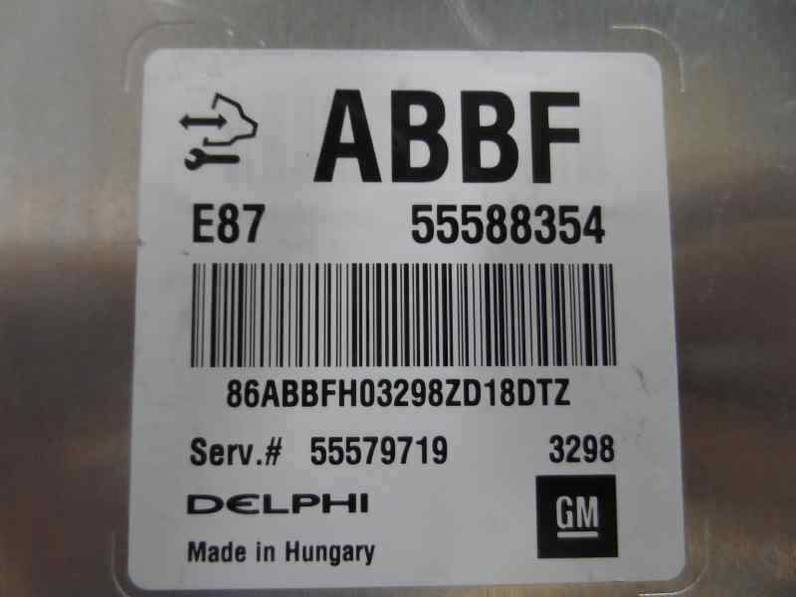 ABBF
E87 55588354
86ABBFH03298ZD18DTZ
Serv.# 55579719 3298
DELPHI GM
Made in Hungary